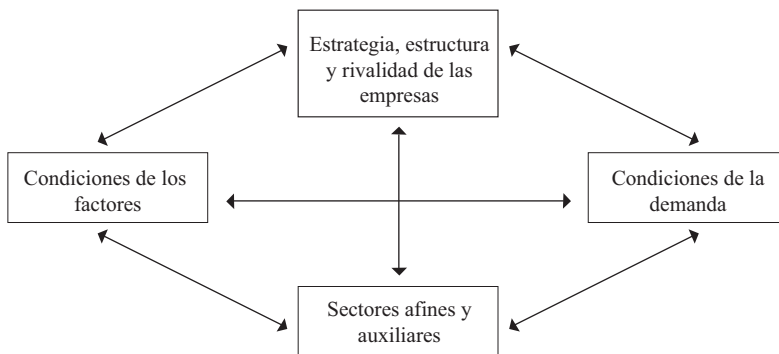 Estrategia, estructura
y rivalidad de las
empresas
Condiciones de los
factores
Condiciones de la
demanda
Sectores afines y
auxiliares